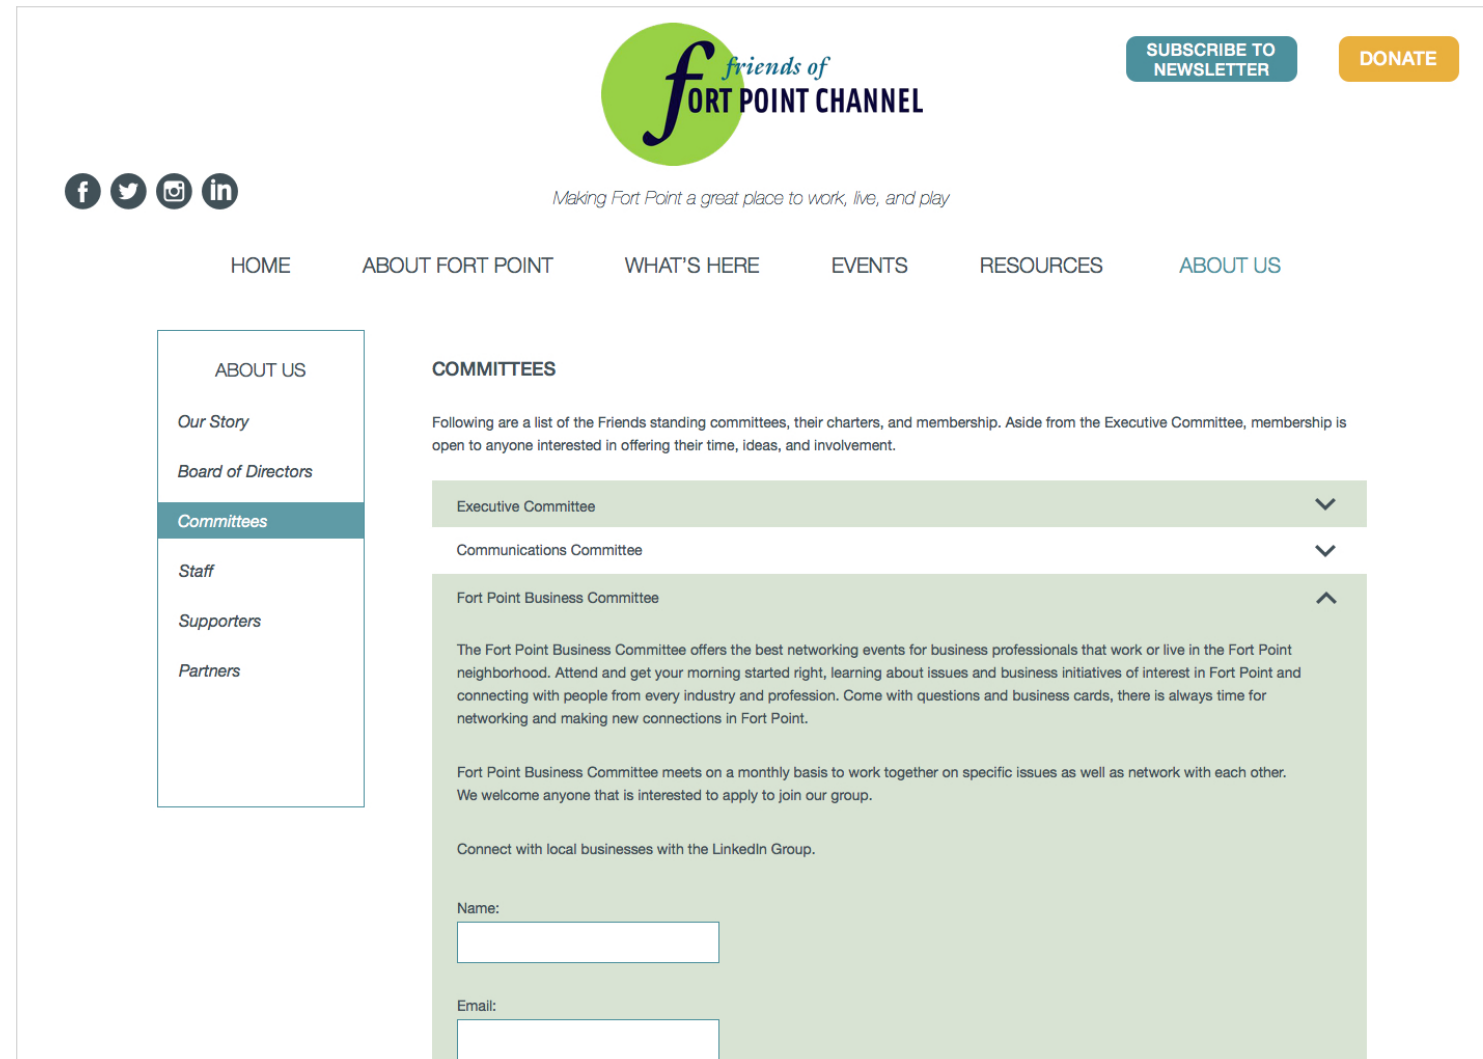 friends of
FORT POINT CHANNEL
SUBSCRIBE TO
NEWSLETTER
DONATE
Making Fort Point a great place to work, live, and play
HOME
ABOUT FORT POINT
WHAT'S HERE
EVENTS
RESOURCES
ABOUT US
ABOUT US
Our Story
Board of Directors
Committees
Staff
Supporters
Partners
COMMITTEES
Following are a list of the Friends standing committees, their charters, and membership. Aside from the Executive Committee, membership is
open to anyone interested in offering their time, ideas, and involvement.
Executive Committee
Communications Committee
Fort Point Business Committee
The Fort Point Business Committee offers the best networking events for business professionals that work or live in the Fort Point
neighborhood. Attend and get your morning started right, learning about issues and business initiatives of interest in Fort Point and
connecting with people from every industry and profession. Come with questions and business cards, there is always time for
networking and making new connections in Fort Point.
Fort Point Business Committee meets on a monthly basis to work together on specific issues as well as network with each other.
We welcome anyone that is interested to apply to join our group.
Connect with local businesses with the LinkedIn Group.
Name:
Email: